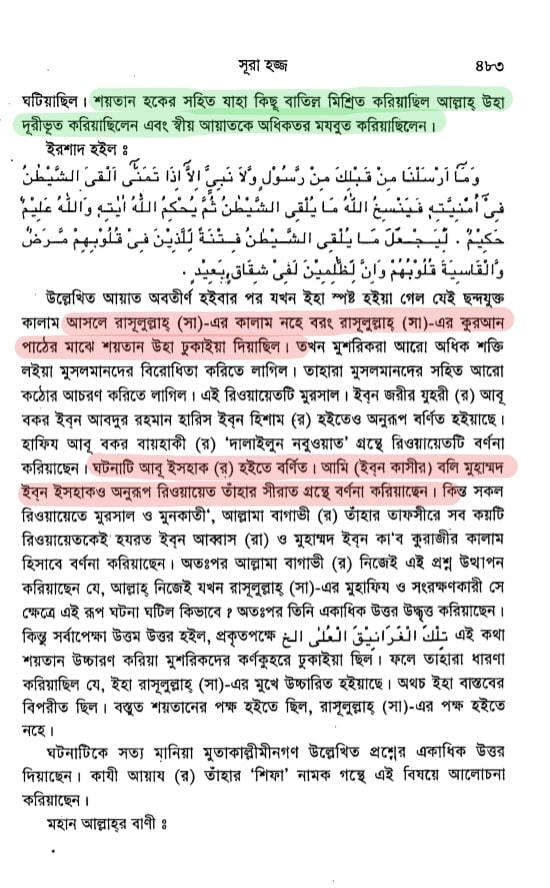 সূরা হজ্জ ৪৮৩
ঘটিয়াছিল। শয়তান হকের সহিত যাহা কিছু বাতিল মিশ্রিত করিয়াছিল আল্লাহ্ উহা
দূরীভূত করিয়াছিলেন এবং স্বীয় আয়াতকে অধিকতর মযবুত করিয়াছিলেন।
ইরশাদ হইল ঃ
وَمَآ اَرْسَلْنَا مِنْ قَبْلِكَ مِنْ رَّسُوْلٍ وَّلَا نَبِىٍّ اِلَّآ اِذَا تَمَنّٰى اَلْقَى الشَّيْطٰنُ
فِىْٓ اُمْنِيَّتِهٖ فَيَنْسَخُ اللّٰهُ مَا يُلْقِى الشَّيْطٰنُ ثُمَّ يُحْكِمُ اللّٰهُ اٰيٰتِهٖ وَاللّٰهُ عَلِيْمٌ
حَكِيْمٌ . لِيَجْعَلَ مَا يُلْقِى الشَّيْطٰنُ فِتْنَةً لِّلَّذِيْنَ فِىْ قُلُوْبِهِمْ مَّرَضٌ
وَّالْقَاسِيَةِ قُلُوْبُهُمْ وَاِنَّ الظّٰلِمِيْنَ لَفِىْ شِقَاقٍ بَعِيْدٍ .
উল্লেখিত আয়াত অবতীর্ণ হইবার পর যখন ইহা স্পষ্ট হইয়া গেল যেই ছন্দযুক্ত
কালাম আসলে রাসূলুল্লাহ্ (সা)-এর কালাম নহে বরং রাসূলুল্লাহ্ (সা)-এর কুরআন
পাঠের মাঝে শয়তান উহা ঢুকাইয়া দিয়াছিল। তখন মুশরিকরা আরো অধিক শক্তি
লইয়া মুসলমানদের বিরোধিতা করিতে লাগিল। তাহারা মুসলমানদের সহিত আরো
কঠোর আচরণ করিতে লাগিল। এই রিওয়ায়েতটি মুরসাল। ইব্‌ন জরীর যুহরী (র) আবূ
বকর ইব্‌ন আবদুর রহমান হারিস ইব্‌ন হিশাম (র) হইতেও অনুরূপ বর্ণিত হইয়াছে।
হাফিয আবূ বকর বায়হাকী (র) ‘দালাইলুন নবুওয়াত’ গ্রন্থে রিওয়ায়েতটি বর্ণনা
করিয়াছেন। ঘটনাটি আবূ ইসহাক (র) হইতে বর্ণিত। আমি (ইব্‌ন কাসীর) বলি মুহাম্মদ
ইব্‌ন ইসহাকও অনুরূপ রিওয়ায়েত তাঁহার সীরাত গ্রন্থে বর্ণনা করিয়াছেন। কিন্তু সকল
রিওয়ায়েতে মুরসাল ও মুনকাতী', আল্লামা বাগাভী (র) তাঁহার তাফসীরে সব কয়টি
রিওয়ায়েতকেই হযরত ইব্‌ন আব্বাস (রা) ও মুহাম্মদ ইব্‌ন কা'ব কুরাজীর কালাম
হিসাবে বর্ণনা করিয়াছেন। অতঃপর আল্লামা বাগাভী (র) নিজেই এই প্রশ্ন উত্থাপন
করিয়াছেন যে, আল্লাহ্ নিজেই যখন রাসূলুল্লাহ্ (সা)-এর মুহাফিয ও সংরক্ষণকারী সে
ক্ষেত্রে এই রূপ ঘটনা ঘটিল কিভাবে ? অতঃপর তিনি একাধিক উত্তর উদ্ধৃত করিয়াছেন।
কিন্তু সর্বাপেক্ষা উত্তম উত্তর হইল, প্রকৃতপক্ষে تِلْكَ الْغَرَانِيْقُ الْعُلٰى الخ এই কথা
শয়তান উচ্চারণ করিয়া মুশরিকদের কর্ণকুহরে ঢুকাইয়া ছিল। ফলে তাহারা ধারণা
করিয়াছিল যে, ইহা রাসূলুল্লাহ্ (সা)-এর মুখে উচ্চারিত হইয়াছে। অথচ ইহা বাস্তবের
বিপরীত ছিল। বস্তুত শয়তানের পক্ষ হইতে ছিল, রাসূলুল্লাহ্ (সা)-এর পক্ষ হইতে
নহে।
ঘটনাটিকে সত্য মানিয়া মুতাকাল্লীমীনগণ উল্লেখিত প্রশ্নের একাধিক উত্তর
দিয়াছেন। কাযী আয়ায (র) তাঁহার ‘শিফা’ নামক গন্থে এই বিষয়ে আলোচনা
করিয়াছেন।
মহান আল্লাহ্‌র বাণী ঃ